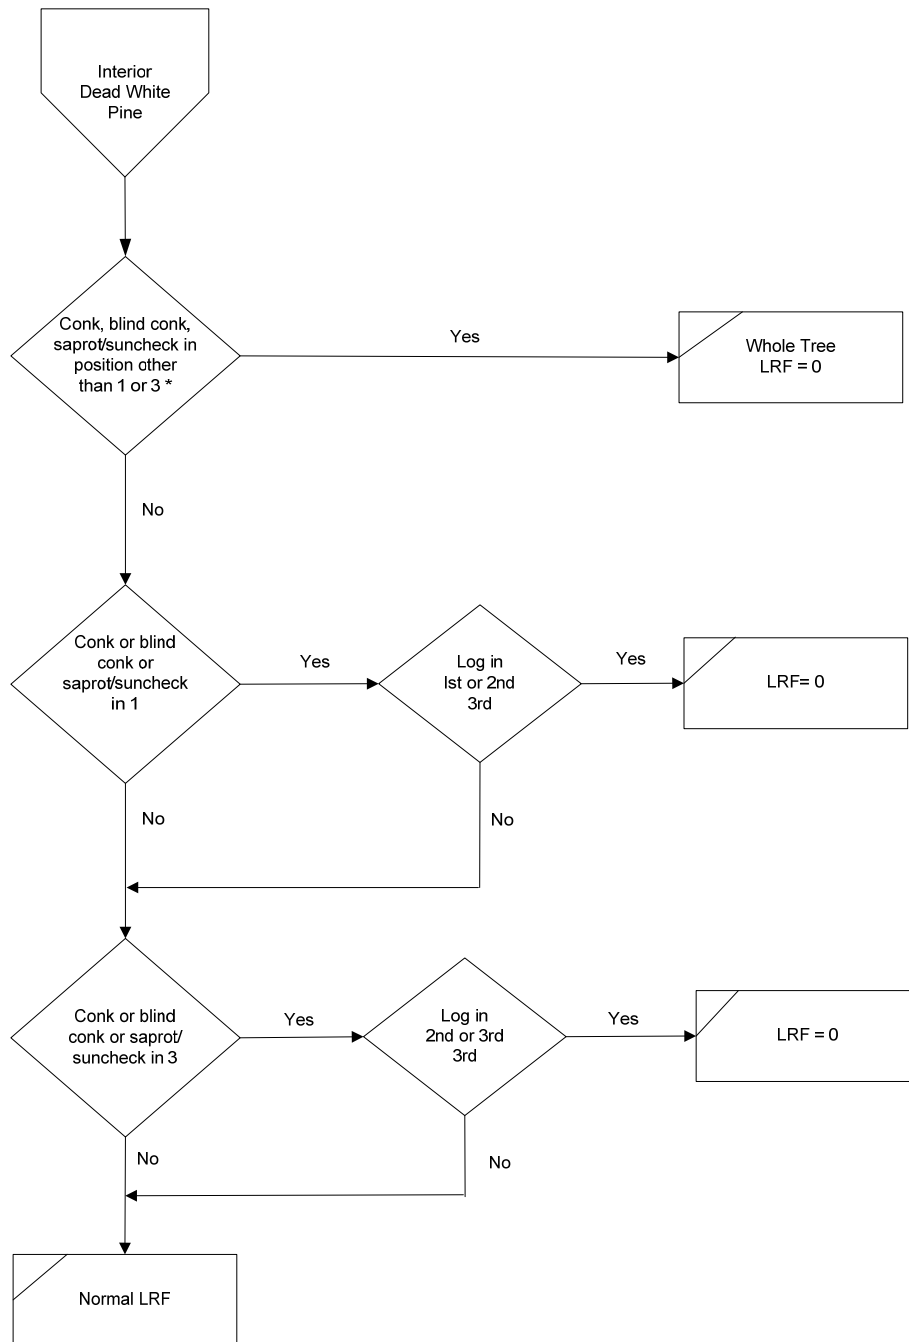 Interior
Dead White
Pine
Conk, blind conk,
saprot/suncheck in
position other
than 1 or 3 *
Yes
Whole Tree
LRF = 0
No
Conk or blind
conk or
saprot/suncheck
in 1
Yes
Log in
lst or 2nd
3rd
Yes
LRF= 0
No
No
Conk or blind
conk or saprot/
suncheck in 3
Yes
Log in
2nd or 3rd
3rd
Yes
LRF = 0
No
No
Normal LRF